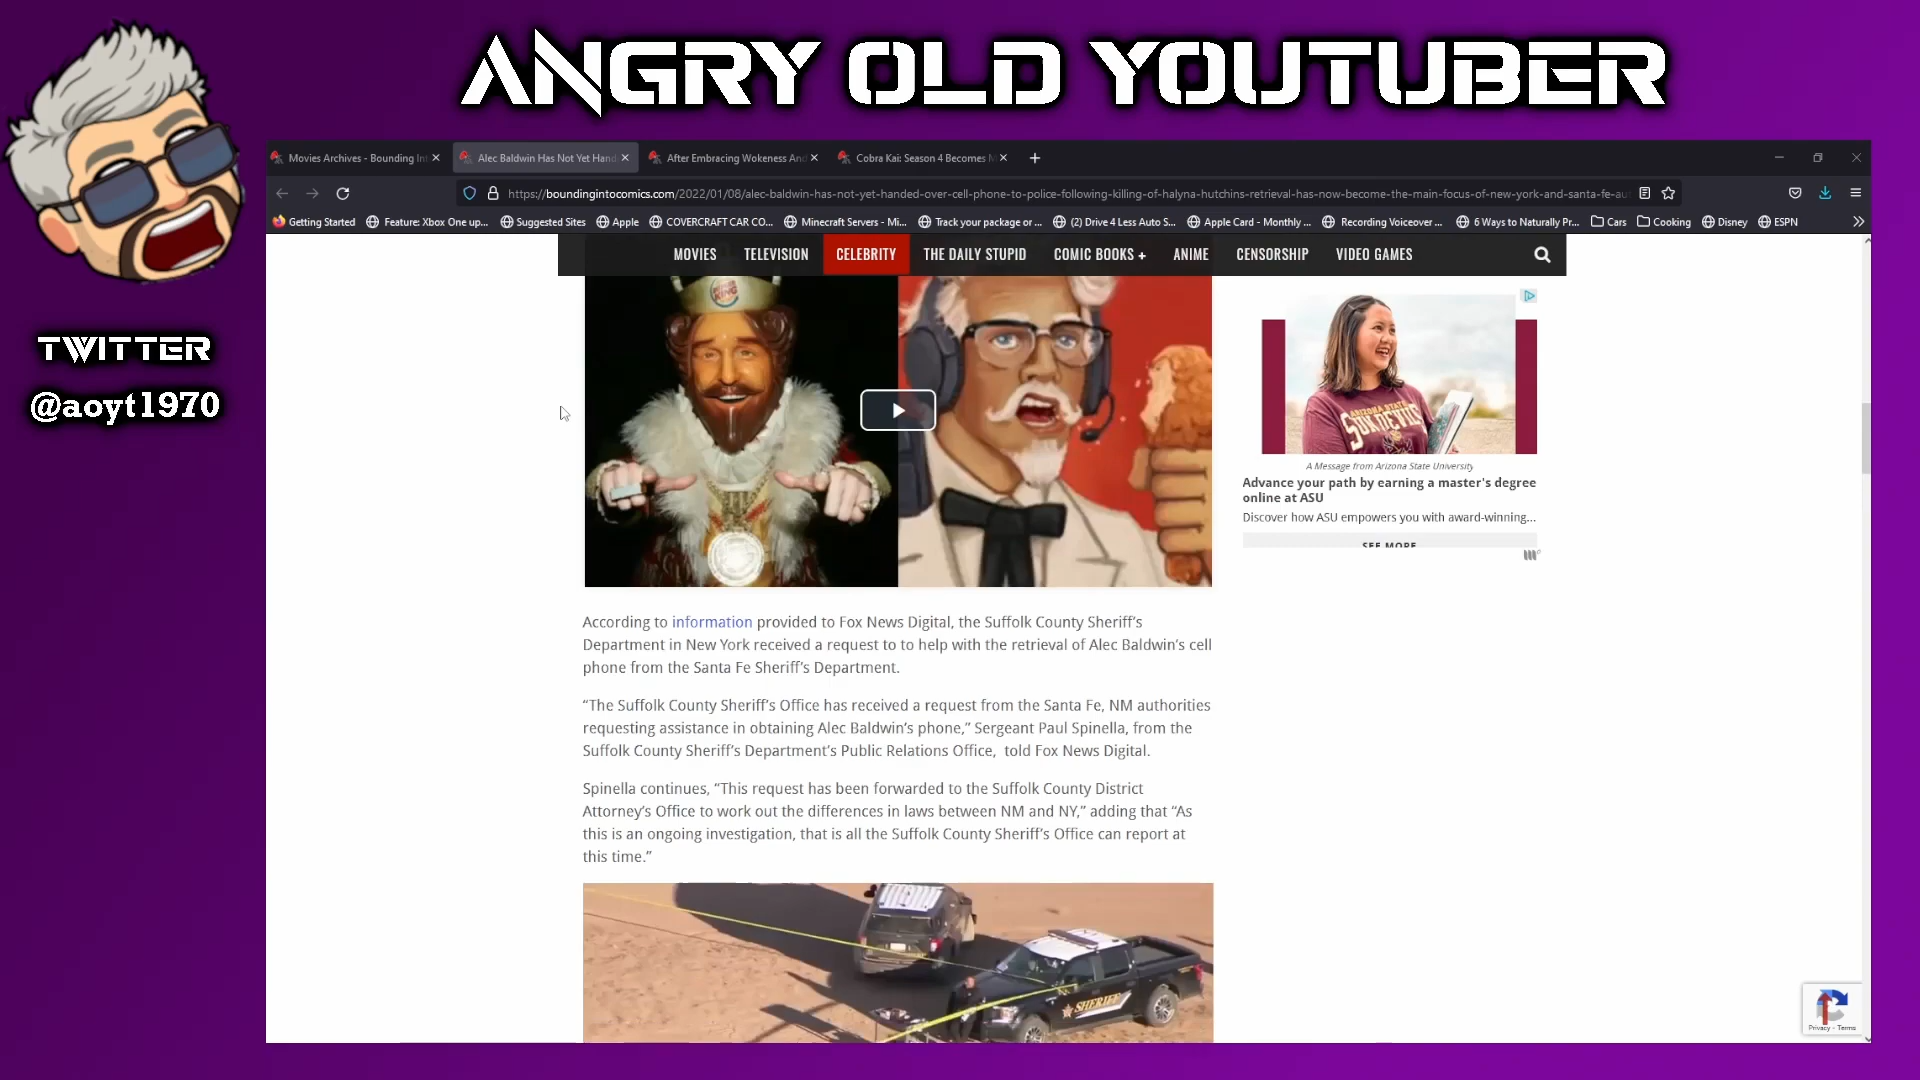 ANGRY OLD YOUTUBER
TWITTER
@aoyt1970
Movies Archives - Bounding Int
Alec Baldwin Has Not Yet Hand
After Embracing Wokeness And
Cobra Kai: Season 4 Becomes M
https://boundingintocomics.com/2022/01/08/alec-baldwin-has-not-yet-handed-over-cell-phone-to-police-following-killing-of-halyna-hutchins-retrieval-has-now-become-the-main-focus-of-new-york-and-santa-fe-au
Getting Started
Feature: Xbox One up...
Suggested Sites
Apple
COVERCRAFT CAR CO...
Minecraft Servers - Mi...
Track your package or ...
(2) Drive 4 Less Auto S...
Apple Card - Monthly ...
Recording Voiceover ...
6 Ways to Naturally Pr...
Cars
Cooking
Disney
ESPN
MOVIES TELEVISION CELEBRITY THE DAILY STUPID COMIC BOOKS + ANIME CENSORSHIP VIDEO GAMES
BURGER KING
ARIZONA STATE
SUN DEVILS
A Message from Arizona State University
Advance your path by earning a master's degree
online at ASU
Discover how ASU empowers you with award-winning...
SEE MORE
According to information provided to Fox News Digital, the Suffolk County Sheriff’s
Department in New York received a request to to help with the retrieval of Alec Baldwin’s cell
phone from the Santa Fe Sheriff’s Department.
“The Suffolk County Sheriff’s Office has received a request from the Santa Fe, NM authorities
requesting assistance in obtaining Alec Baldwin’s phone,” Sergeant Paul Spinella, from the
Suffolk County Sheriff’s Department’s Public Relations Office, told Fox News Digital.
Spinella continues, “This request has been forwarded to the Suffolk County District
Attorney’s Office to work out the differences in laws between NM and NY,” adding that “As
this is an ongoing investigation, that is all the Suffolk County Sheriff’s Office can report at
this time.”
SHERIFF
Privacy - Terms